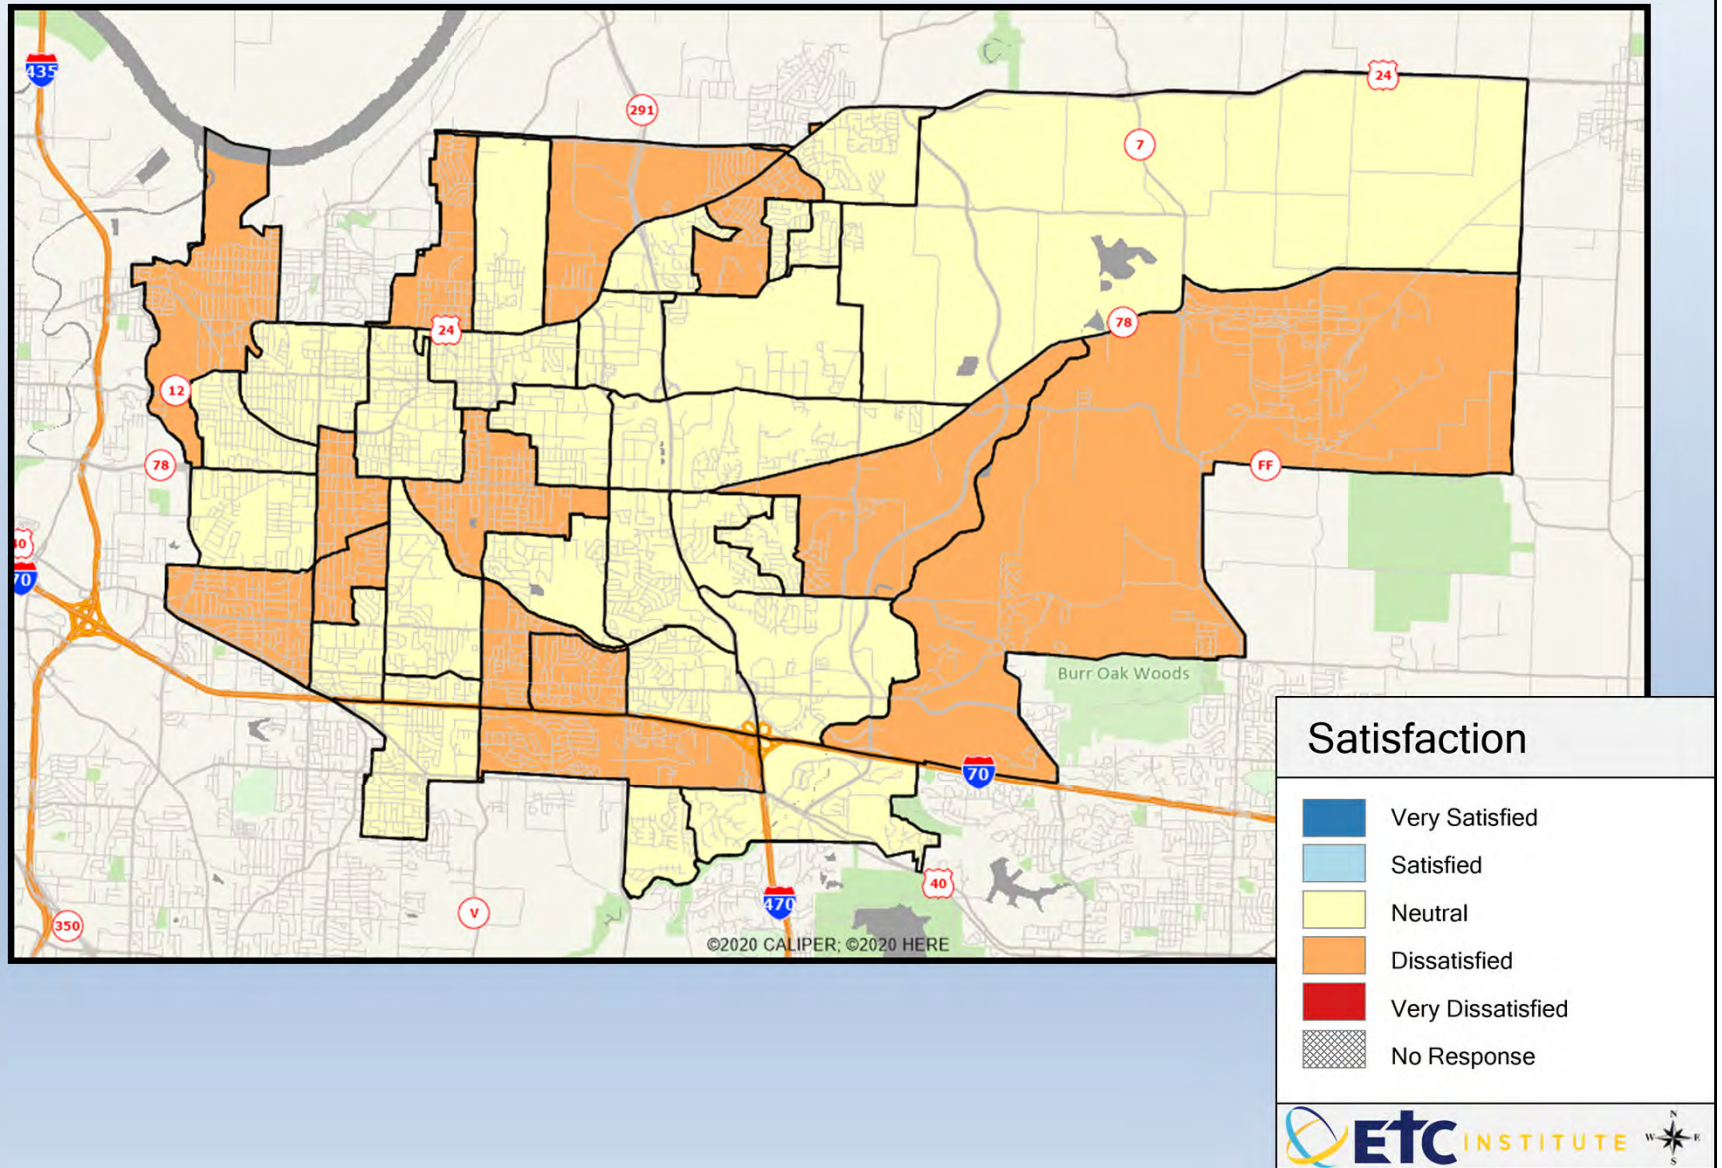 435
24
291
7
24
78
12
78
FF
40
70
Burr Oak Woods
70
40
470
V
350
©2020 CALIPER; ©2020 HERE
Satisfaction
Very Satisfied
Satisfied
Neutral
Dissatisfied
Very Dissatisfied
No Response
ETC INSTITUTE
N
W E
S